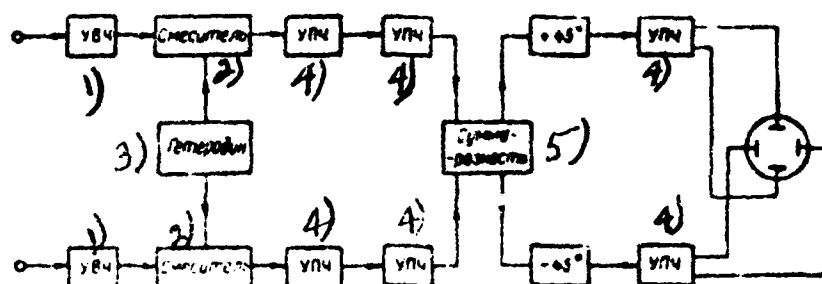 УВЧ Смеситель УПЧ УПЧ +45° УПЧ
1) 2) 4) 4) 4)
3) Гетеродин Сумма-
-разность 5)
1) 2) 4) 4) 4)
УВЧ Смеситель УПЧ УПЧ -45° УПЧ